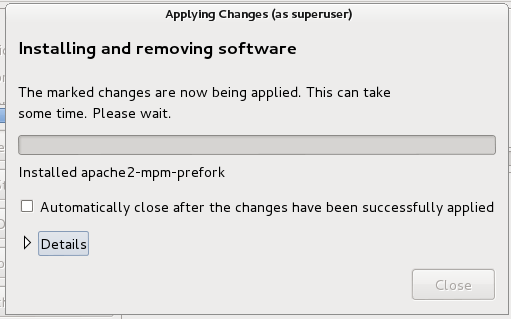 Applying Changes (as superuser)
Installing and removing software
The marked changes are now being applied. This can take
some time. Please wait.
Installed apache2-mpm-prefork
Automatically close after the changes have been successfully applied
Details
Close